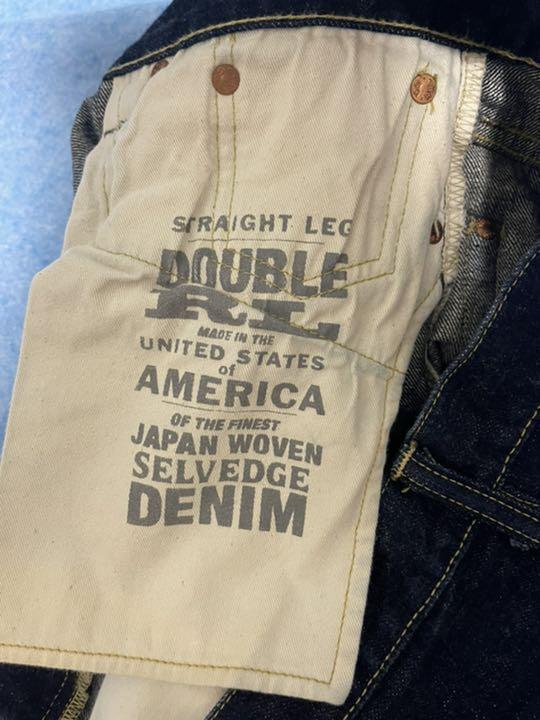 STRAIGHT LEG
DOUBLE
RL
MADE IN THE
UNITED STATES
of
AMERICA
OF THE FINEST
JAPAN WOVEN
SELVEDGE
DENIM